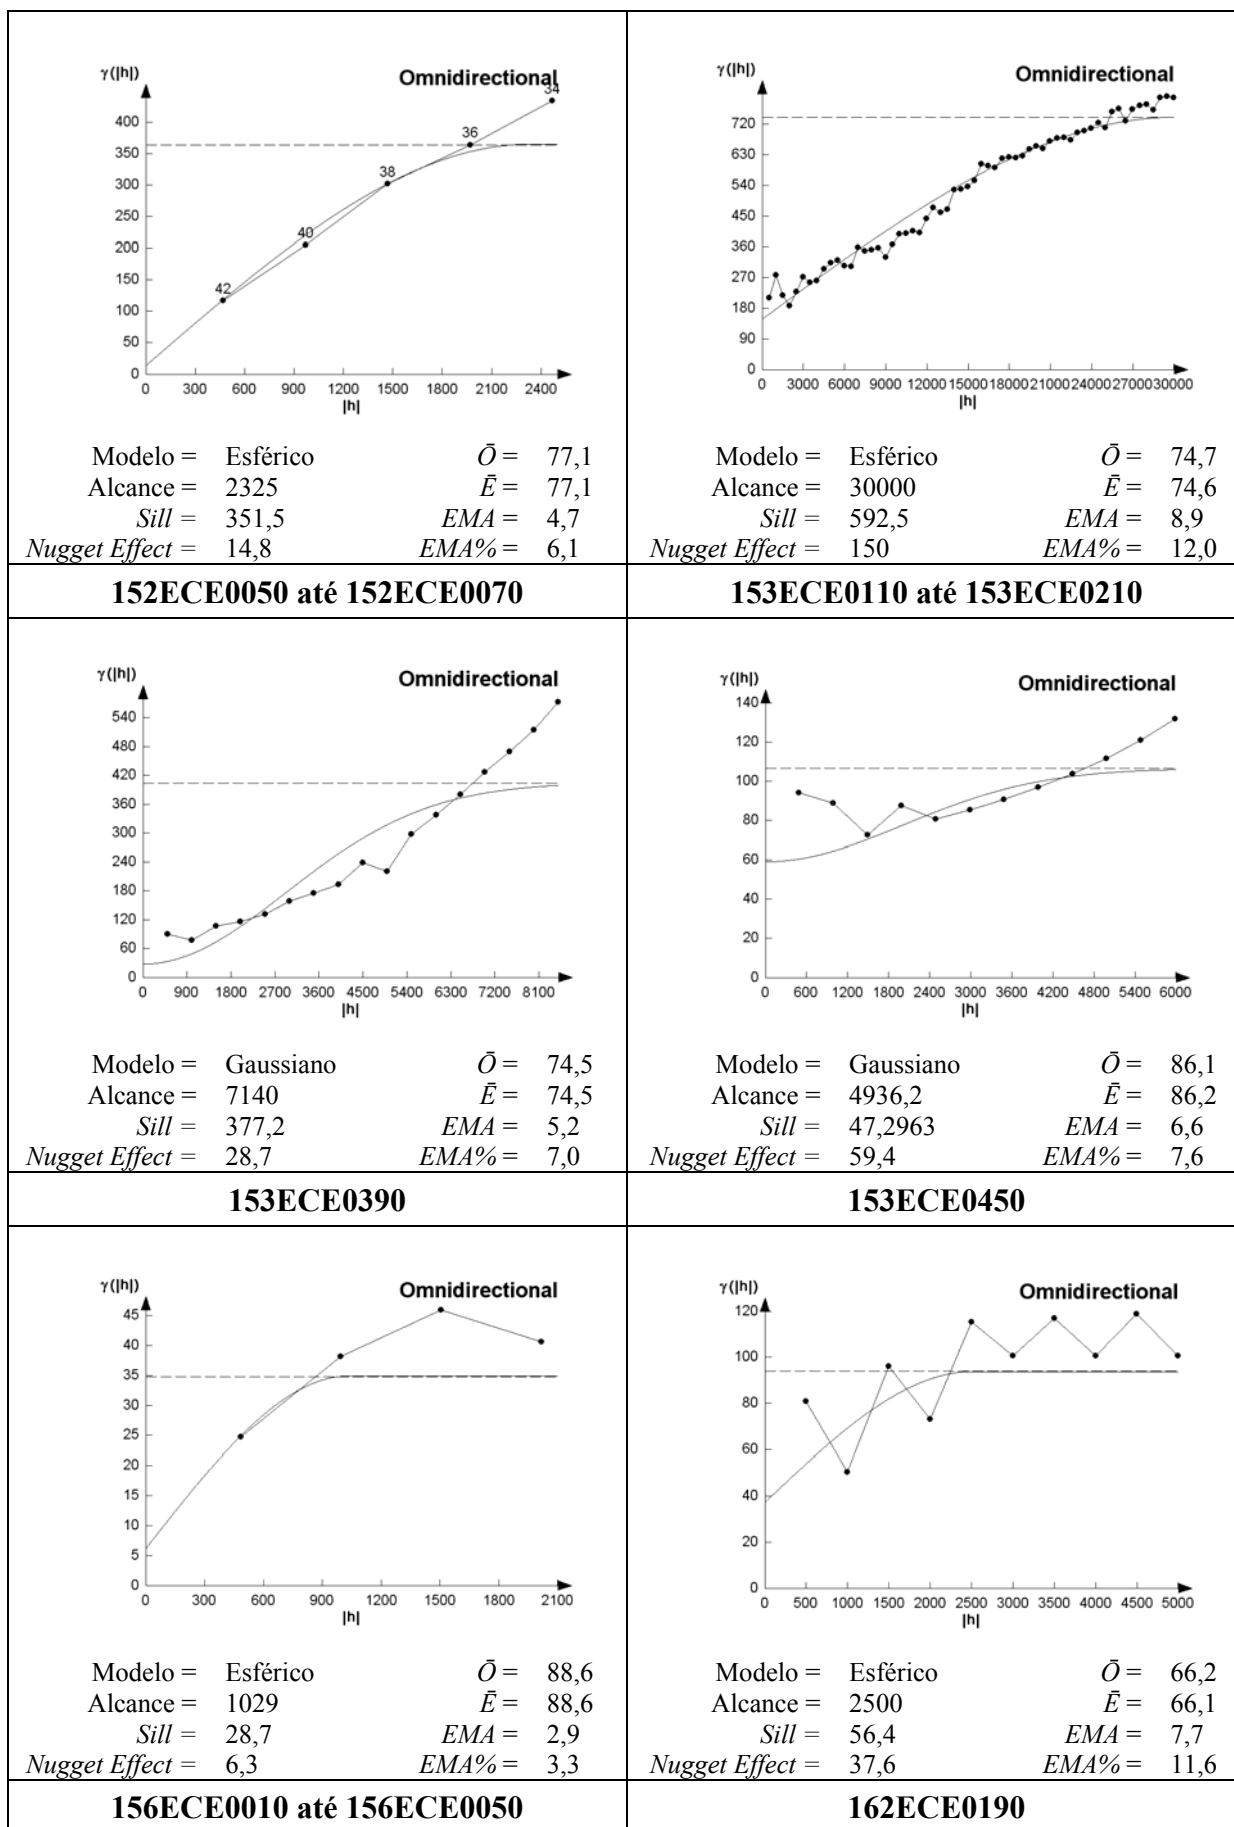 γ(|h|)
Omnidirectional
400
350
300
250
200
150
100
50
0
42
40
38
36
34
0 300 600 900 1200 1500 1800 2100 2400
|h|
Modelo = Esférico Ō = 77,1
Alcance = 2325 Ē = 77,1
Sill = 351,5 EMA = 4,7
Nugget Effect = 14,8 EMA% = 6,1
152ECE0050 até 152ECE0070
γ(|h|)
Omnidirectional
720
630
540
450
360
270
180
90
0
0 3000 6000 9000 12000 15000 18000 21000 24000 27000 30000
|h|
Modelo = Esférico Ō = 74,7
Alcance = 30000 Ē = 74,6
Sill = 592,5 EMA = 8,9
Nugget Effect = 150 EMA% = 12,0
153ECE0110 até 153ECE0210
γ(|h|)
Omnidirectional
540
480
420
360
300
240
180
120
60
0
0 900 1800 2700 3600 4500 5400 6300 7200 8100
|h|
Modelo = Gaussiano Ō = 74,5
Alcance = 7140 Ē = 74,5
Sill = 377,2 EMA = 5,2
Nugget Effect = 28,7 EMA% = 7,0
153ECE0390
γ(|h|)
Omnidirectional
140
120
100
80
60
40
20
0
0 600 1200 1800 2400 3000 3600 4200 4800 5400 6000
|h|
Modelo = Gaussiano Ō = 86,1
Alcance = 4936,2 Ē = 86,2
Sill = 47,2963 EMA = 6,6
Nugget Effect = 59,4 EMA% = 7,6
153ECE0450
γ(|h|)
Omnidirectional
45
40
35
30
25
20
15
10
5
0
0 300 600 900 1200 1500 1800 2100
|h|
Modelo = Esférico Ō = 88,6
Alcance = 1029 Ē = 88,6
Sill = 28,7 EMA = 2,9
Nugget Effect = 6,3 EMA% = 3,3
156ECE0010 até 156ECE0050
γ(|h|)
Omnidirectional
120
100
80
60
40
20
0
0 500 1000 1500 2000 2500 3000 3500 4000 4500 5000
|h|
Modelo = Esférico Ō = 66,2
Alcance = 2500 Ē = 66,1
Sill = 56,4 EMA = 7,7
Nugget Effect = 37,6 EMA% = 11,6
162ECE0190